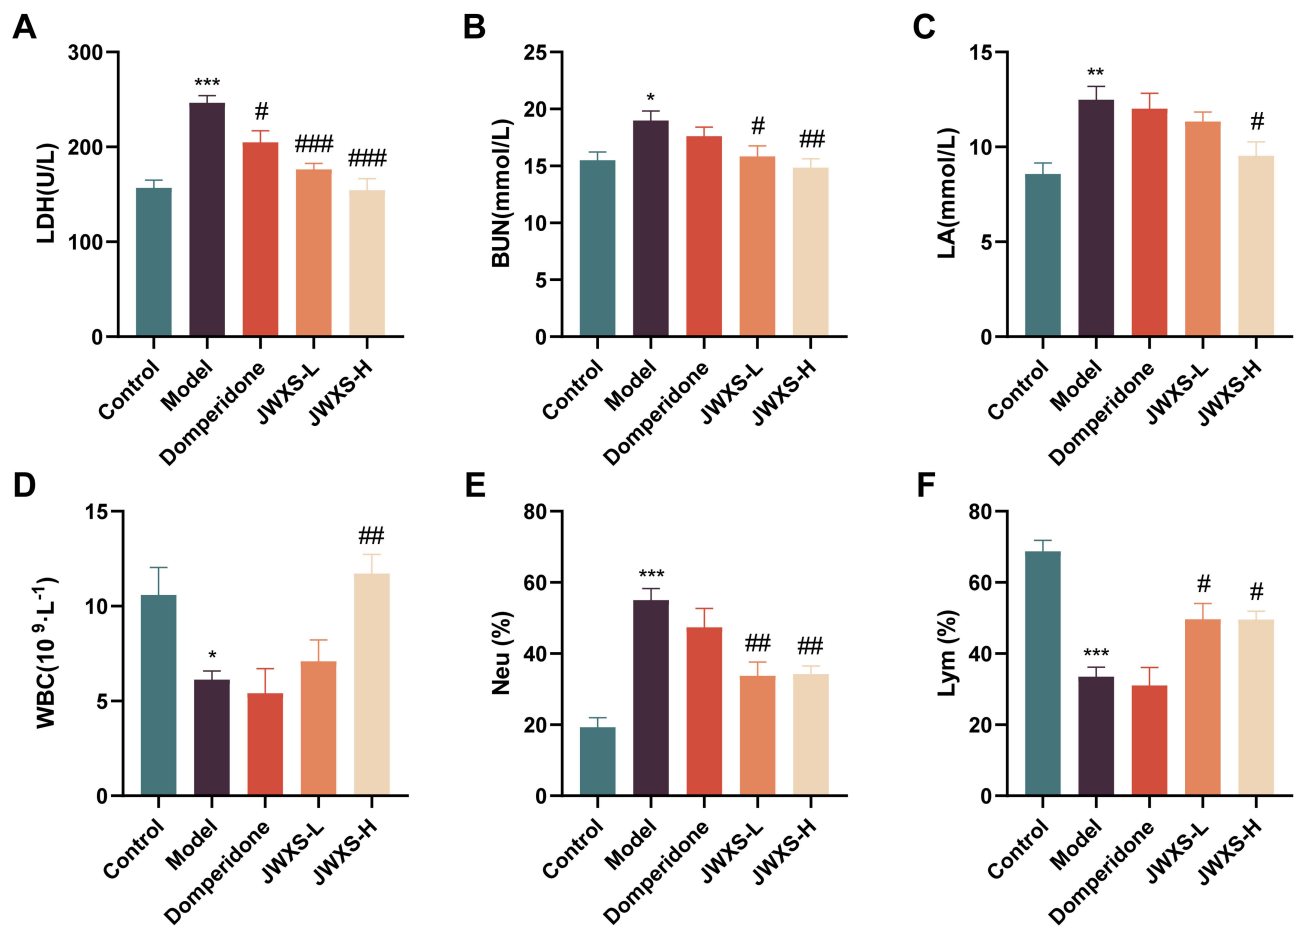 A
LDH(U/L)
300
200
100
0
***
#
###
###
Control
Model
Domperidone
JWXS-L
JWXS-H
B
BUN(mmol/L)
25
20
15
10
5
0
*
#
##
Control
Model
Domperidone
JWXS-L
JWXS-H
C
LA(mmol/L)
15
10
5
0
**
#
Control
Model
Domperidone
JWXS-L
JWXS-H
D
WBC(10 ⁹·L⁻¹)
15
10
5
0
*
##
Control
Model
Domperidone
JWXS-L
JWXS-H
E
Neu (%)
80
60
40
20
0
***
##
##
Control
Model
Domperidone
JWXS-L
JWXS-H
F
Lym (%)
80
60
40
20
0
***
#
#
Control
Model
Domperidone
JWXS-L
JWXS-H